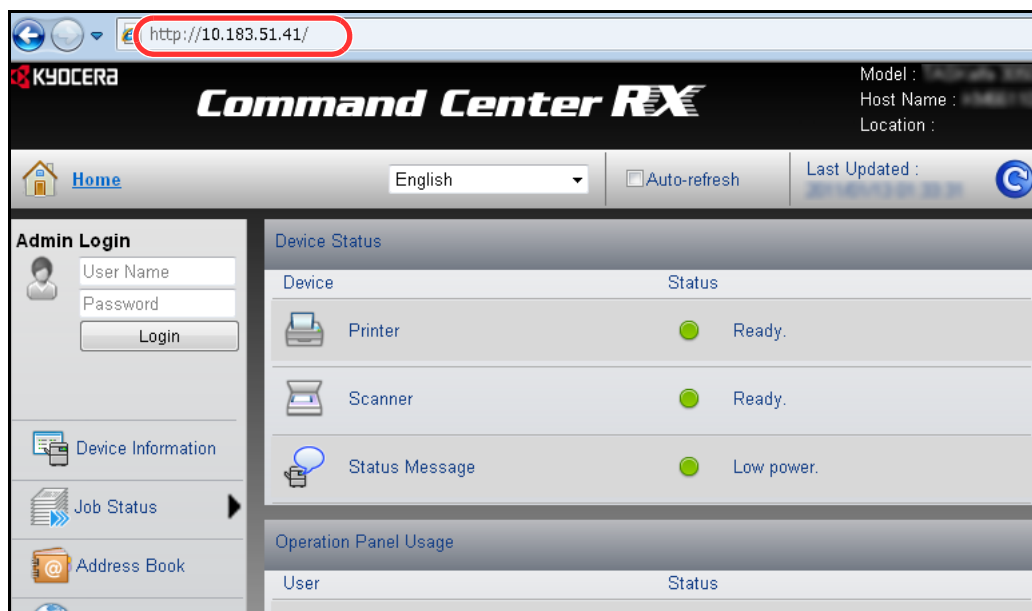 http://10.183.51.41/
KYOCERA
Command Center RX
Model :
Host Name :
Location :
Home
English
Auto-refresh
Last Updated :
Admin Login
User Name
Password
Login
Device Information
Job Status
Address Book
Device Status
Device Status
Printer Ready.
Scanner Ready.
Status Message Low power.
Operation Panel Usage
User Status